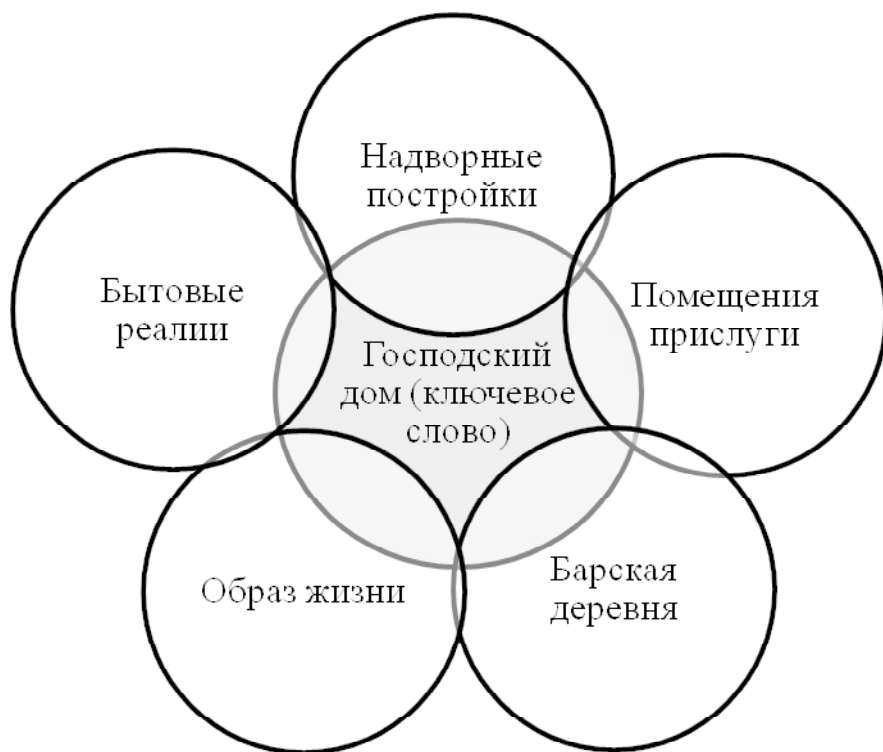 Надворные
постройки
Бытовые
реалии
Помещения
прислуги
Господский
дом (ключевое
слово)
Образ жизни
Барская
деревня